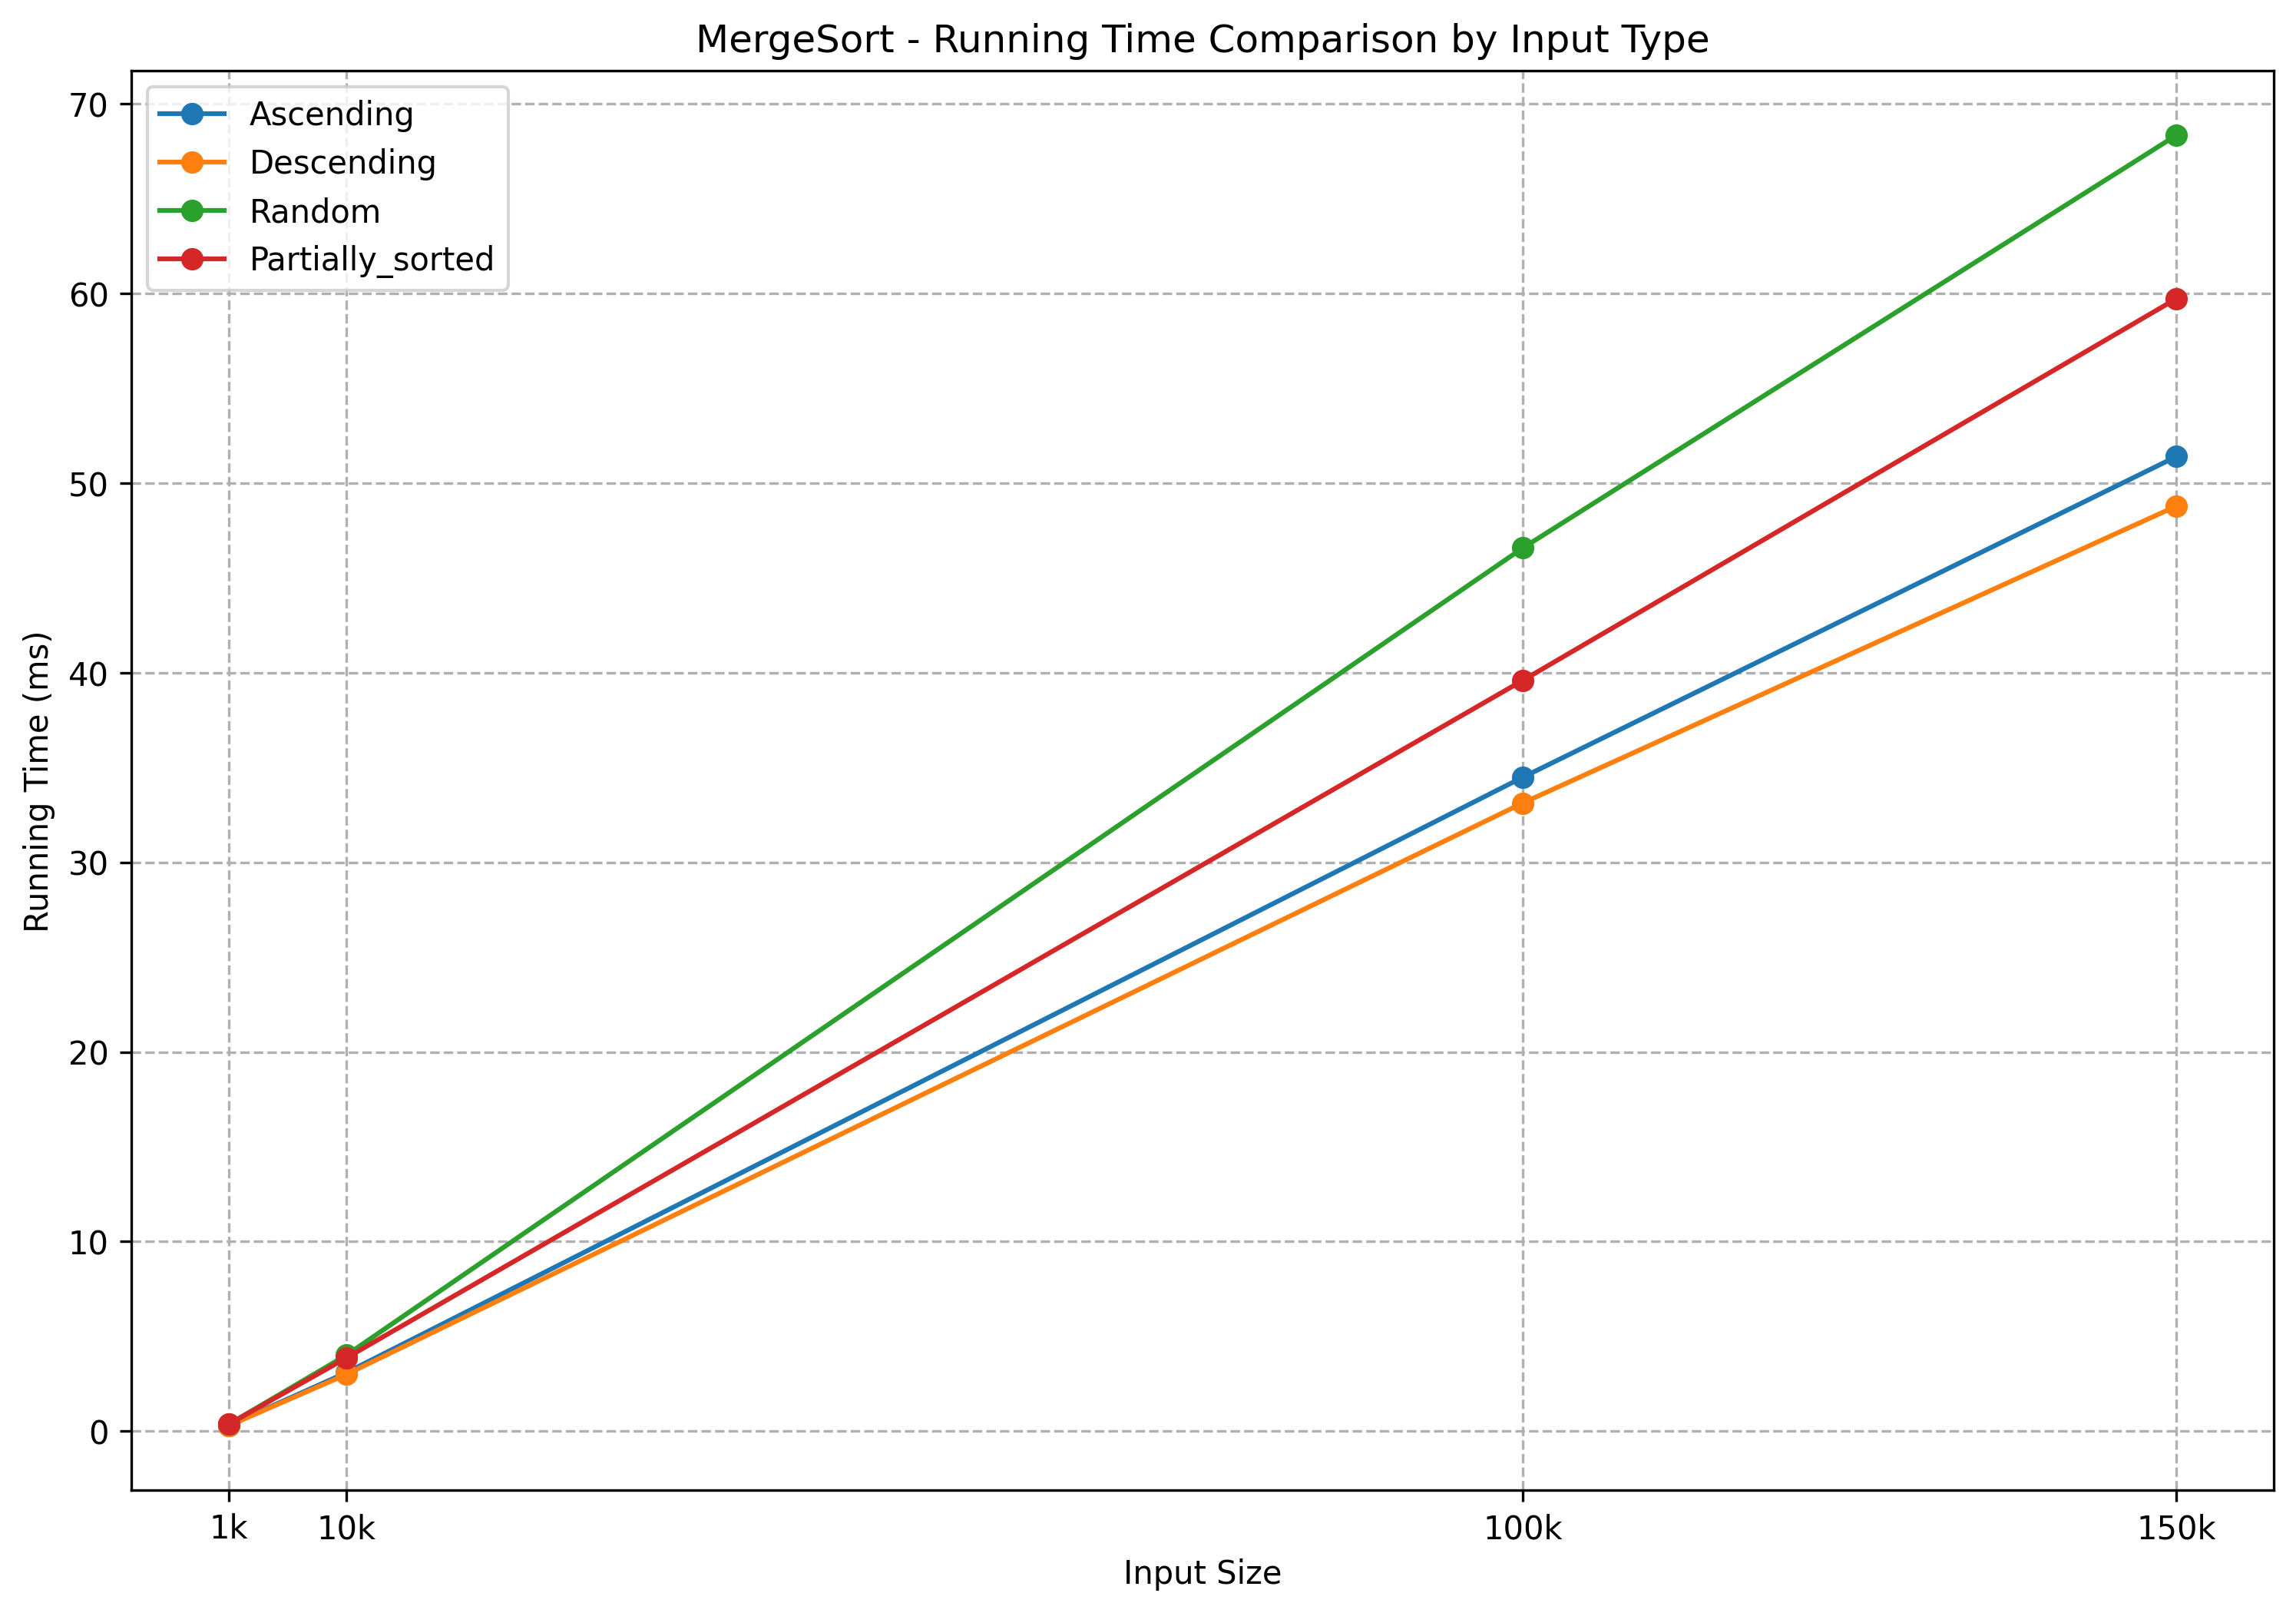 MergeSort - Running Time Comparison by Input Type
Ascending
Descending
Random
Partially_sorted
70
60
50
40
30
20
10
0
Running Time (ms)
1k 10k 100k 150k
Input Size